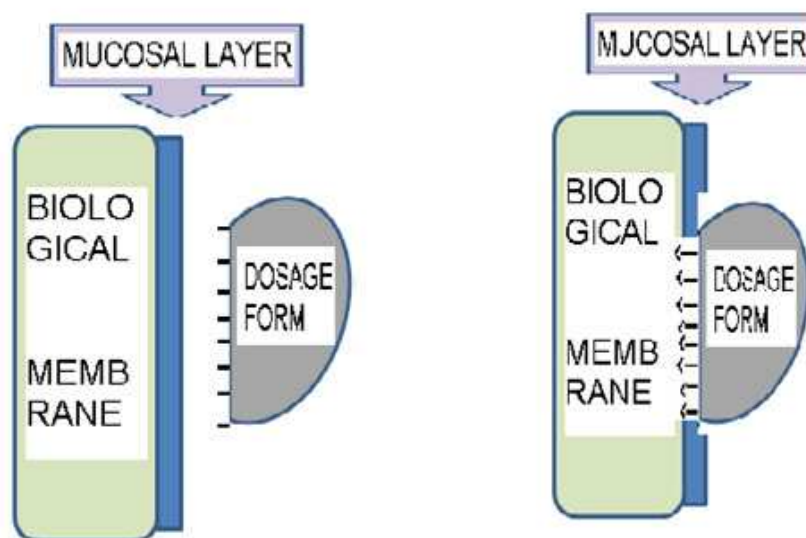 MUCOSAL LAYER
BIOLO
GICAL
MEMB
RANE
DOSAGE
FORM
MJCOSAL LAYER
BIOLO
GICAL
MEMB
RANE
DOSAGE
FORM